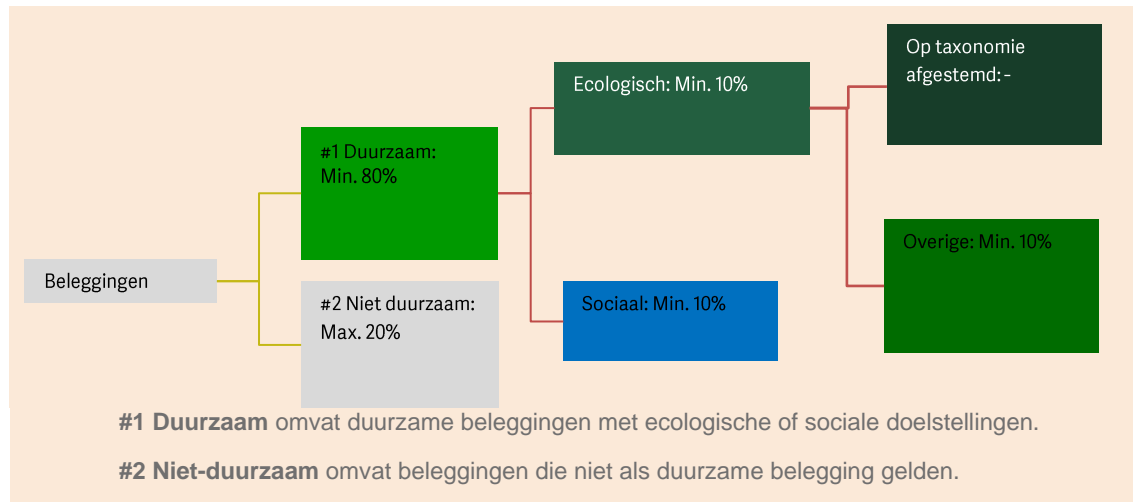 Op taxonomie
afgestemd: -
Ecologisch: Min. 10%
#1 Duurzaam:
Min. 80%
Overige: Min. 10%
Beleggingen
#2 Niet duurzaam:
Max. 20%
Sociaal: Min. 10%
#1 Duurzaam omvat duurzame beleggingen met ecologische of sociale doelstellingen.
#2 Niet-duurzaam omvat beleggingen die niet als duurzame belegging gelden.